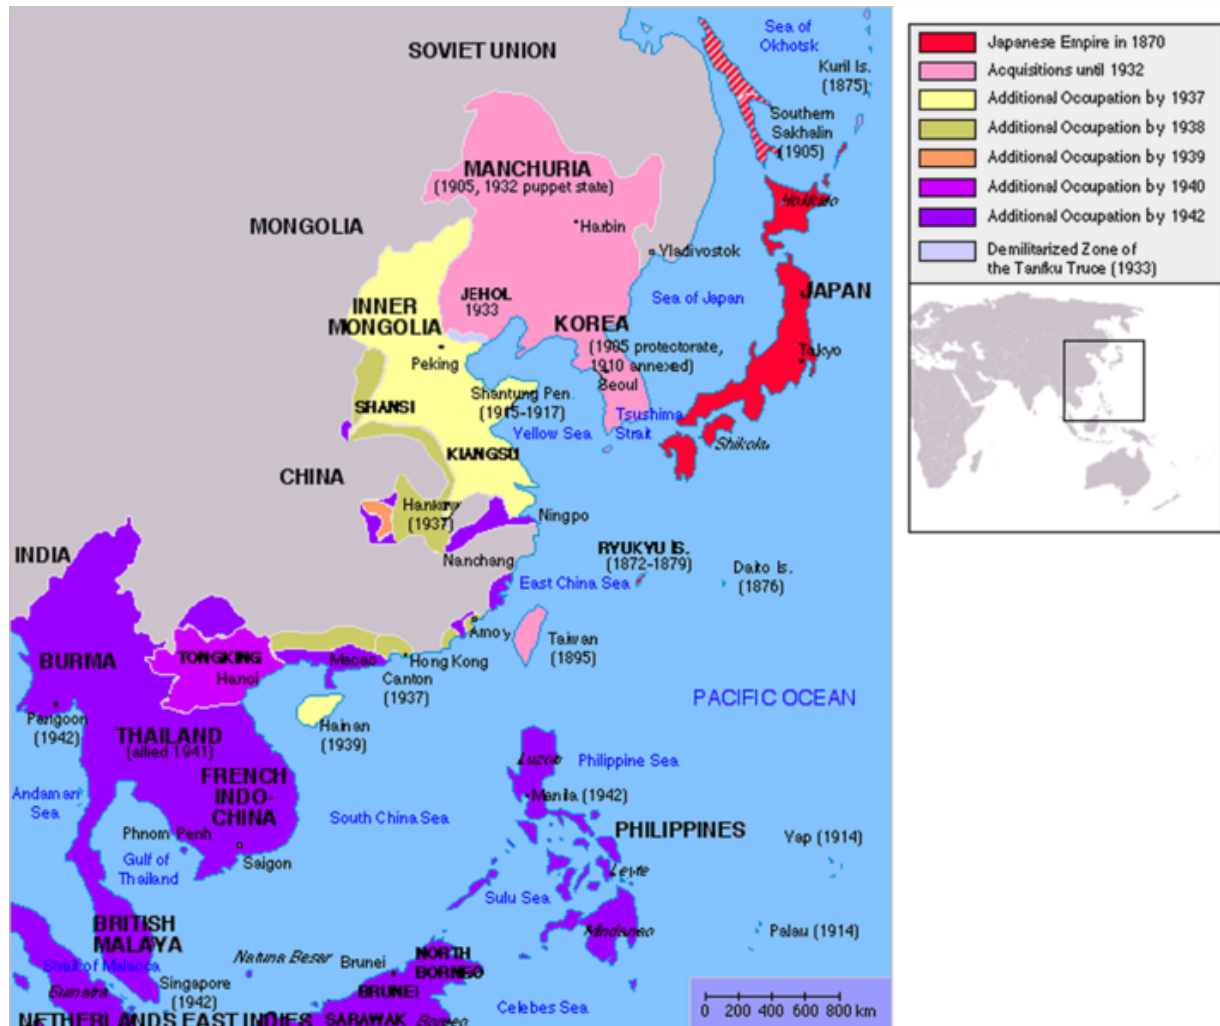 SOVIET UNION
Sea of
Okhotsk
Kuril Is.
(1875)
Southern
Sakhalin
(1905)
MANCHURIA
(1905, 1932 puppet state)
Harbin
Hokkaido
MONGOLIA
Vladivostok
JEHOL
1933
Sea of Japan
JAPAN
INNER
MONGOLIA
KOREA
(1905 protectorate,
1910 annexed)
Tokyo
Peking
Seoul
Shantung Pen.
(1915-1917)
SHANSI
Tsushima
Strait
Yellow Sea
Shikoku
KIANGSU
CHINA
Hankow
(1937)
Ningpo
Nanchang
RYUKYU IS.
(1872-1879)
Daito Is.
(1876)
East China Sea
INDIA
Amoy
Taiwan
(1895)
BURMA
TONGKING
Hanoi
Macao
Hong Kong
Canton
(1937)
PACIFIC OCEAN
Rangoon
(1942)
Hainan
(1939)
THAILAND
(allied 1941)
Luzon
Philippine Sea
FRENCH
INDO-
CHINA
Andaman
Sea
Manila (1942)
South China Sea
PHILIPPINES
Phnom Penh
Yap (1914)
Gulf of
Thailand
Saigon
Leyte
Sulu Sea
BRITISH
MALAYA
Mindanao
Palau (1914)
Strait of Malacca
Natuna Besar
Brunei
NORTH
BORNEO
Singapore
(1942)
Sumatra
BRUNEI
Celebes Sea
NETHERLANDS EAST INDIES
SARAWAK
Borneo
0 200 400 600 800 km
Japanese Empire in 1870
Acquisitions until 1932
Additional Occupation by 1937
Additional Occupation by 1938
Additional Occupation by 1939
Additional Occupation by 1940
Additional Occupation by 1942
Demilitarized Zone of
the Tanku Truce (1933)